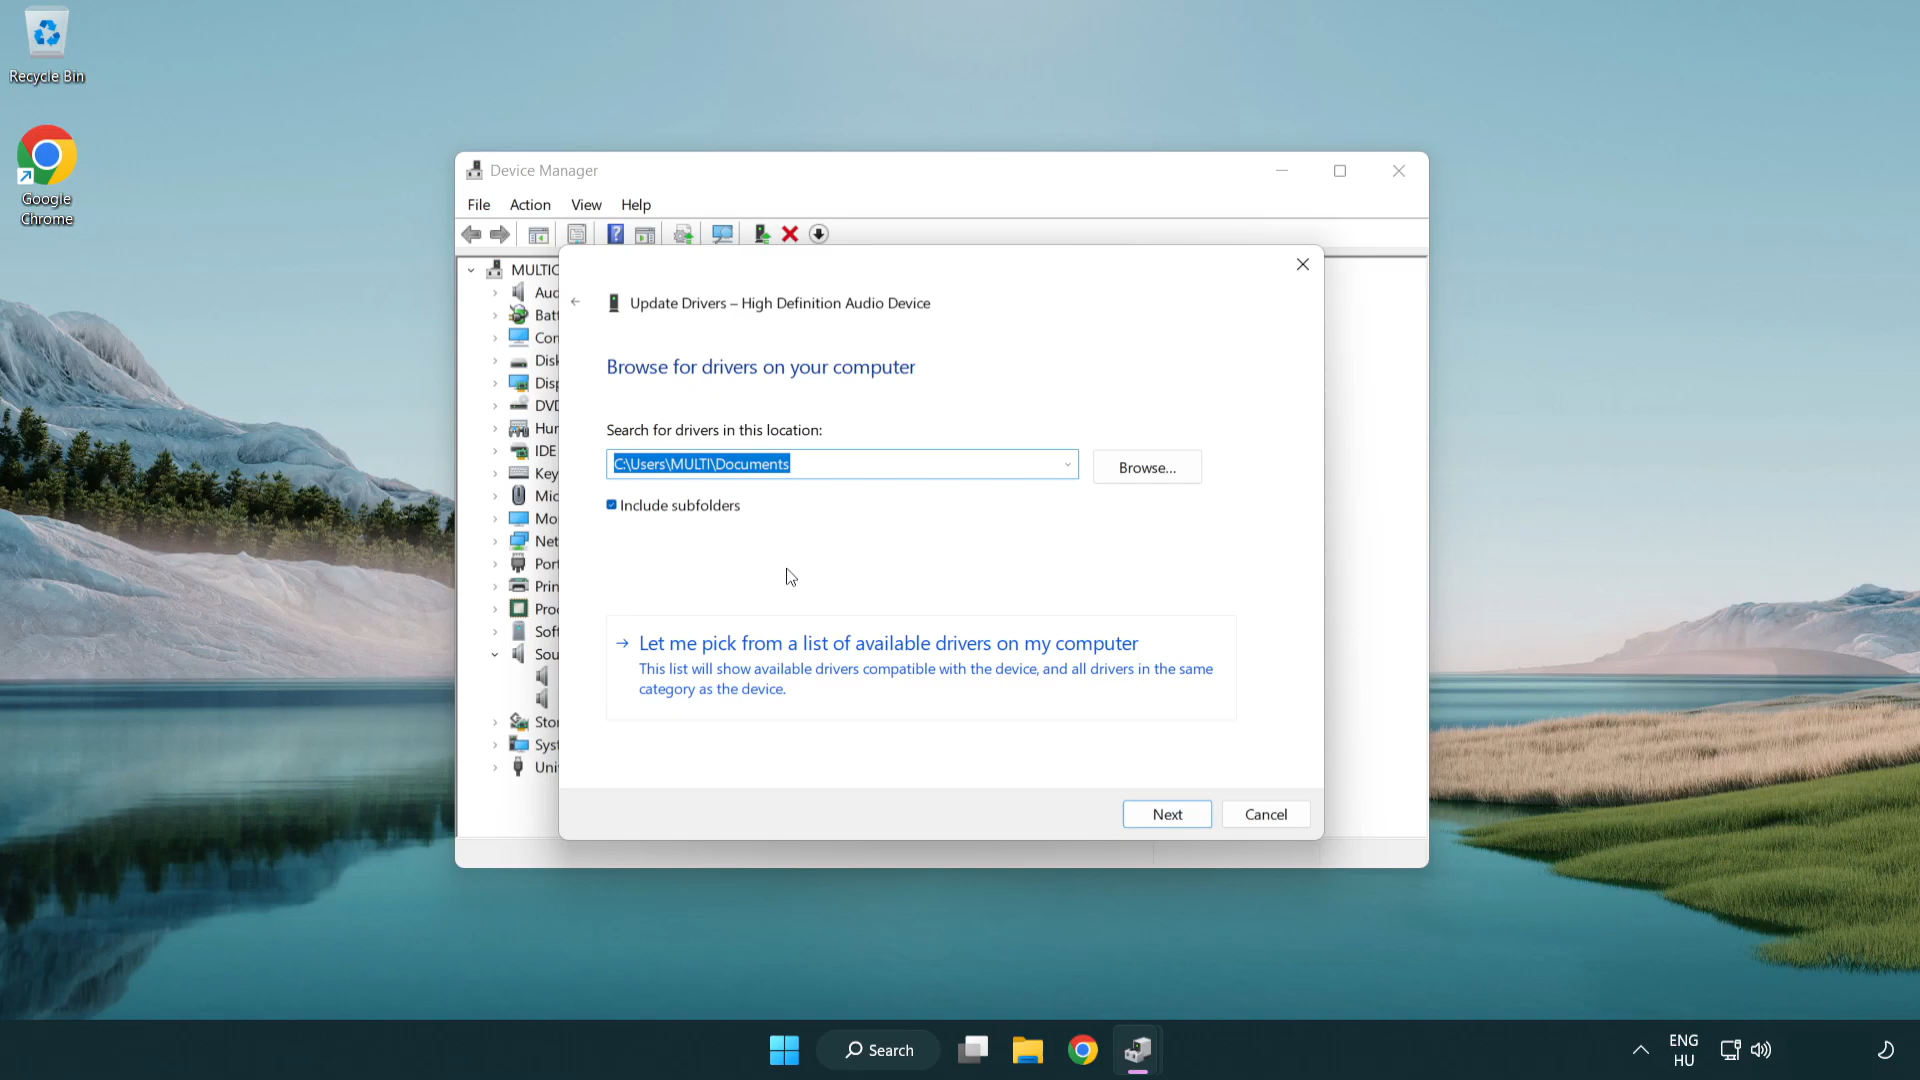 Recycle Bin
Google
Chrome
Device Manager
File Action View Help
MULTIC
Aud
Batt
Com
Disk
Disp
DVD
Hum
IDE
Key
Mic
Mo
Net
Port
Prin
Proc
Soft
Sou
Stor
Syst
Uni
Update Drivers – High Definition Audio Device
Browse for drivers on your computer
Search for drivers in this location:
C:\Users\MULTI\Documents
Browse...
Include subfolders
→ Let me pick from a list of available drivers on my computer
This list will show available drivers compatible with the device, and all drivers in the same
category as the device.
Next
Cancel
Search
ENG
HU